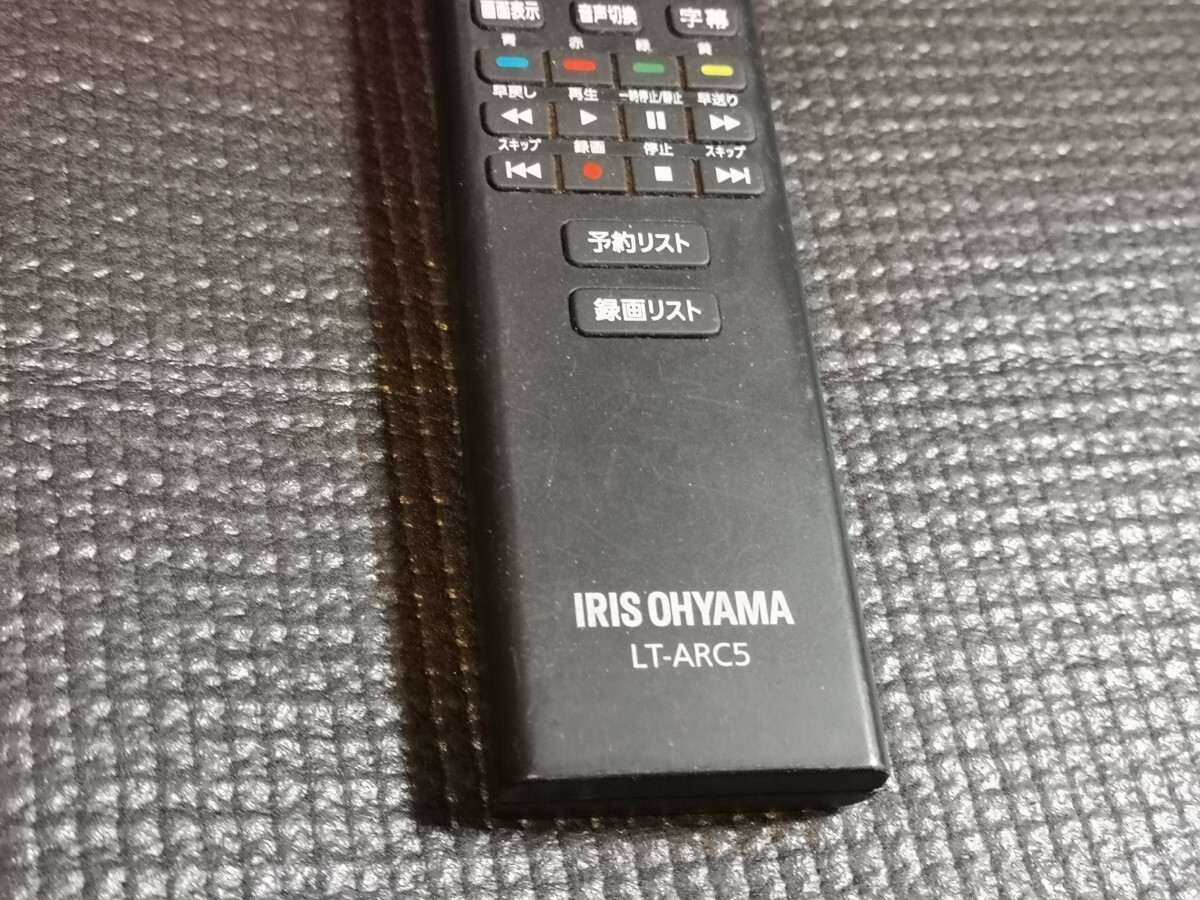 画面表示 音声切換 字幕
青 赤 緑 黄
早戻し 再生 一時停止/静止 早送り
スキップ 録画 停止 スキップ
予約リスト
録画リスト
IRIS OHYAMA
LT-ARC5